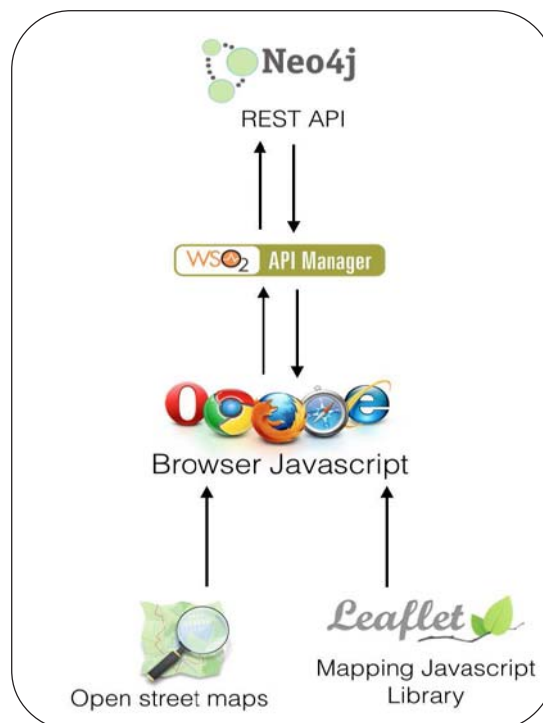 Neo4j
REST API
WSO2 API Manager
Browser Javascript
Open street maps
Leaflet
Mapping Javascript
Library